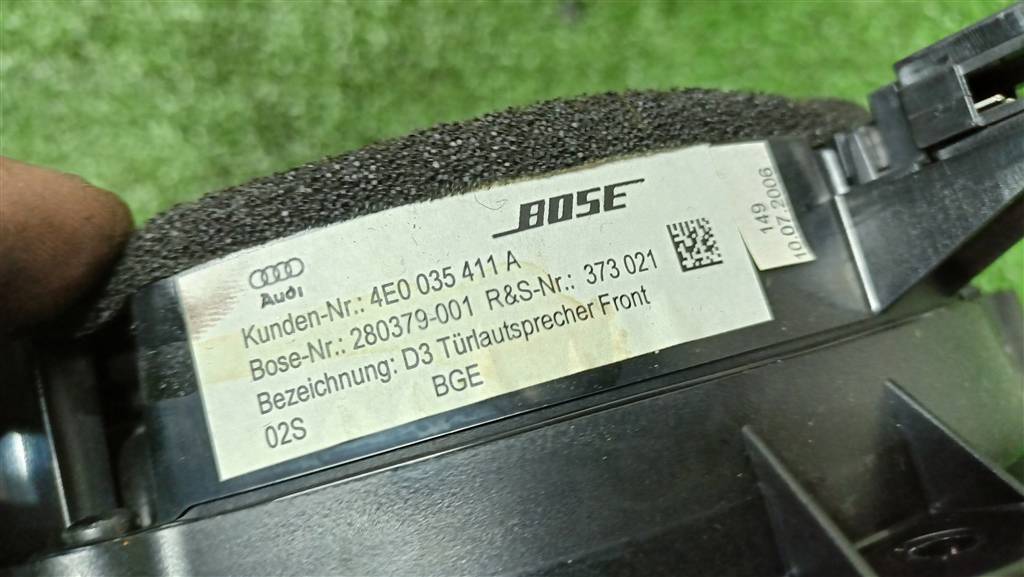 BOSE
Audi
149
10.07.2006
Kunden-Nr.: 4E0 035 411 A
Bose-Nr.: 280379-001 R&S-Nr.: 373 021
Bezeichnung: D3 Türlautsprecher Front
02S BGE